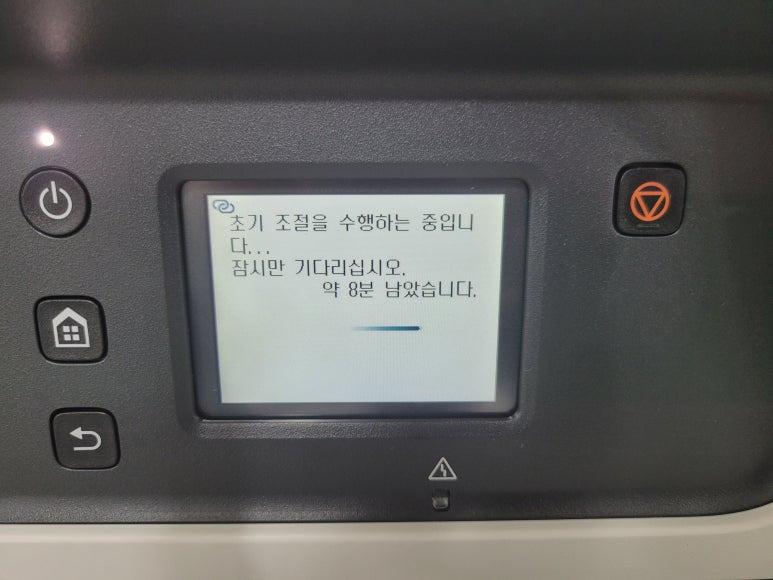 초기 조절을 수행하는 중입니
다...
잠시만 기다리십시오.
약 8분 남았습니다.